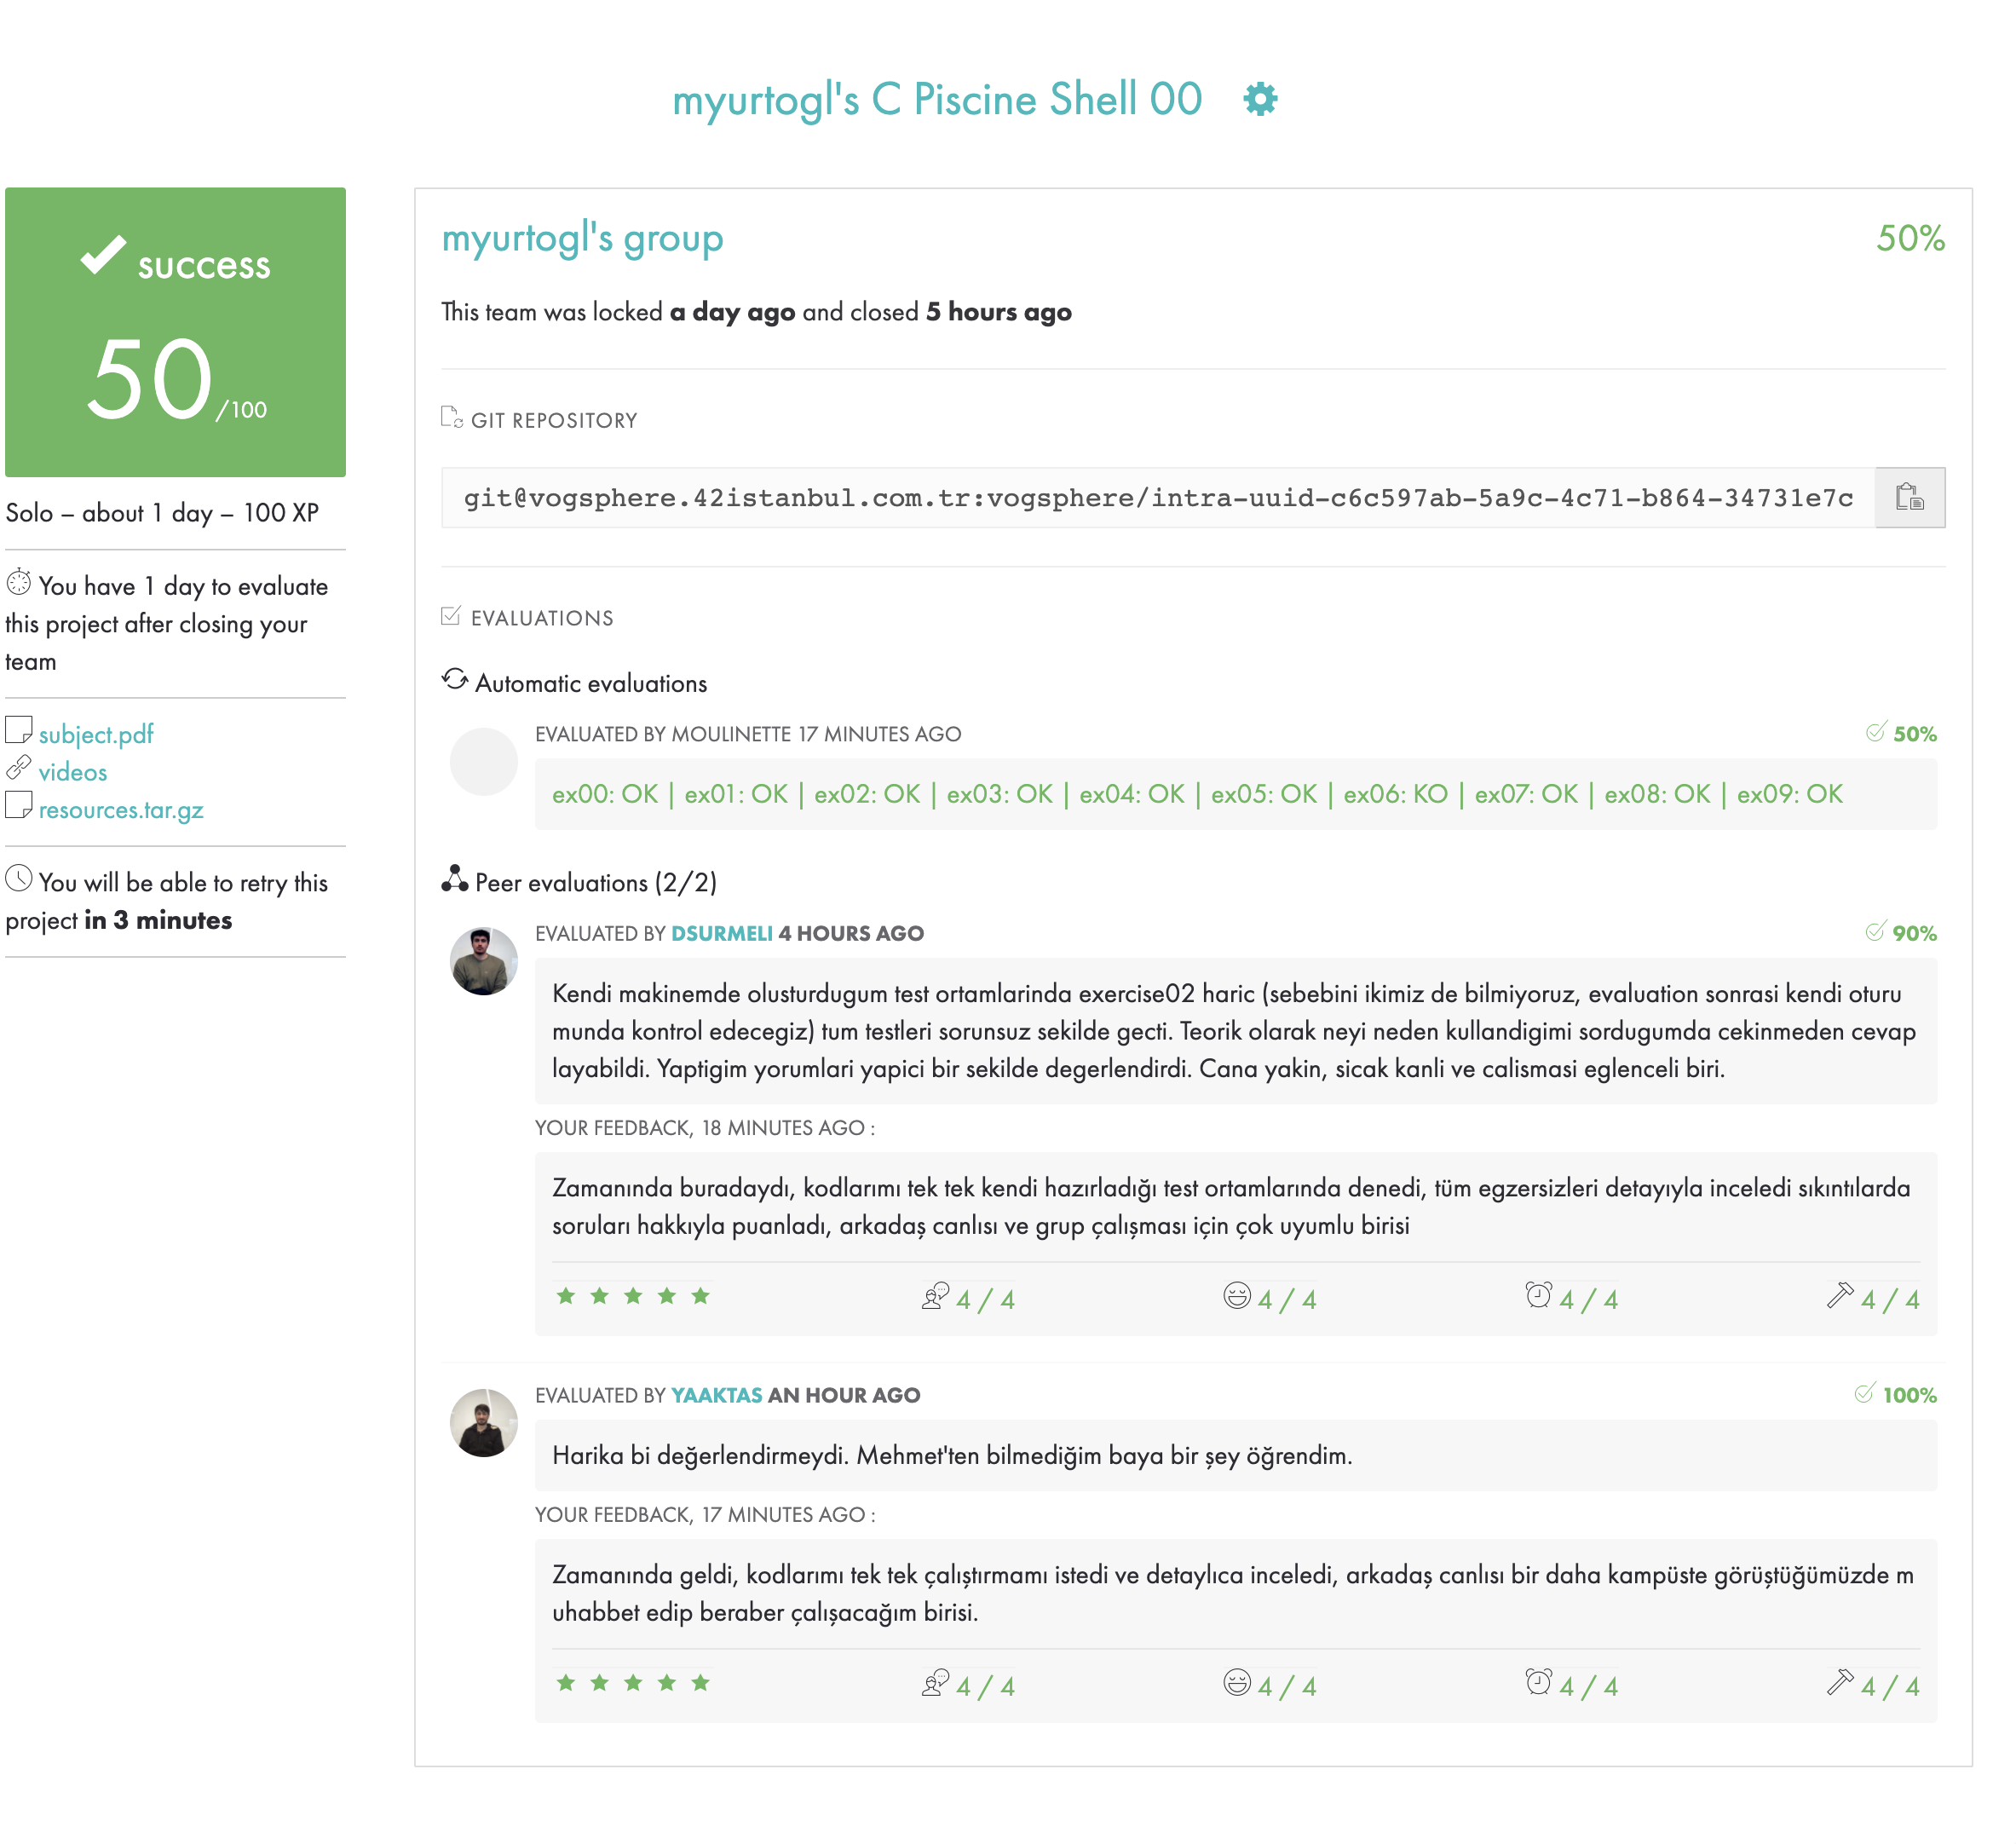 myurtogl's C Piscine Shell 00
success
50/100
Solo – about 1 day – 100 XP
You have 1 day to evaluate
this project after closing your
team
subject.pdf
videos
resources.tar.gz
You will be able to retry this
project in 3 minutes
myurtogl's group
50%
This team was locked a day ago and closed 5 hours ago
GIT REPOSITORY
git@vogsphere.42istanbul.com.tr:vogsphere/intra-uuid-c6c597ab-5a9c-4c71-b864-34731e7c
EVALUATIONS
Automatic evaluations
EVALUATED BY MOULINETTE 17 MINUTES AGO
50%
ex00: OK | ex01: OK | ex02: OK | ex03: OK | ex04: OK | ex05: OK | ex06: KO | ex07: OK | ex08: OK | ex09: OK
Peer evaluations (2/2)
EVALUATED BY DSURMELI 4 HOURS AGO
90%
Kendi makinemde olusturdugum test ortamlarinda exercise02 haric (sebebini ikimiz de bilmiyoruz, evaluation sonrasi kendi oturu
munda kontrol edecegiz) tum testleri sorunsuz sekilde gecti. Teorik olarak neyi neden kullandigimi sordugumda cekinmeden cevap
layabildi. Yaptigim yorumlari yapici bir sekilde degerlendirdi. Cana yakin, sicak kanli ve calismasi eglenceli biri.
YOUR FEEDBACK, 18 MINUTES AGO :
Zamanında buradaydı, kodlarımı tek tek kendi hazırladığı test ortamlarında denedi, tüm egzersizleri detayıyla inceledi sıkıntılarda
soruları hakkıyla puanladı, arkadaş canlısı ve grup çalışması için çok uyumlu birisi
4 / 4 4 / 4 4 / 4 4 / 4
EVALUATED BY YAAKTAS AN HOUR AGO
100%
Harika bi değerlendirmeydi. Mehmet'ten bilmediğim baya bir şey öğrendim.
YOUR FEEDBACK, 17 MINUTES AGO :
Zamanında geldi, kodlarımı tek tek çalıştırmamı istedi ve detaylıca inceledi, arkadaş canlısı bir daha kampüste görüştüğümüzde m
uhabbet edip beraber çalışacağım birisi.
4 / 4 4 / 4 4 / 4 4 / 4